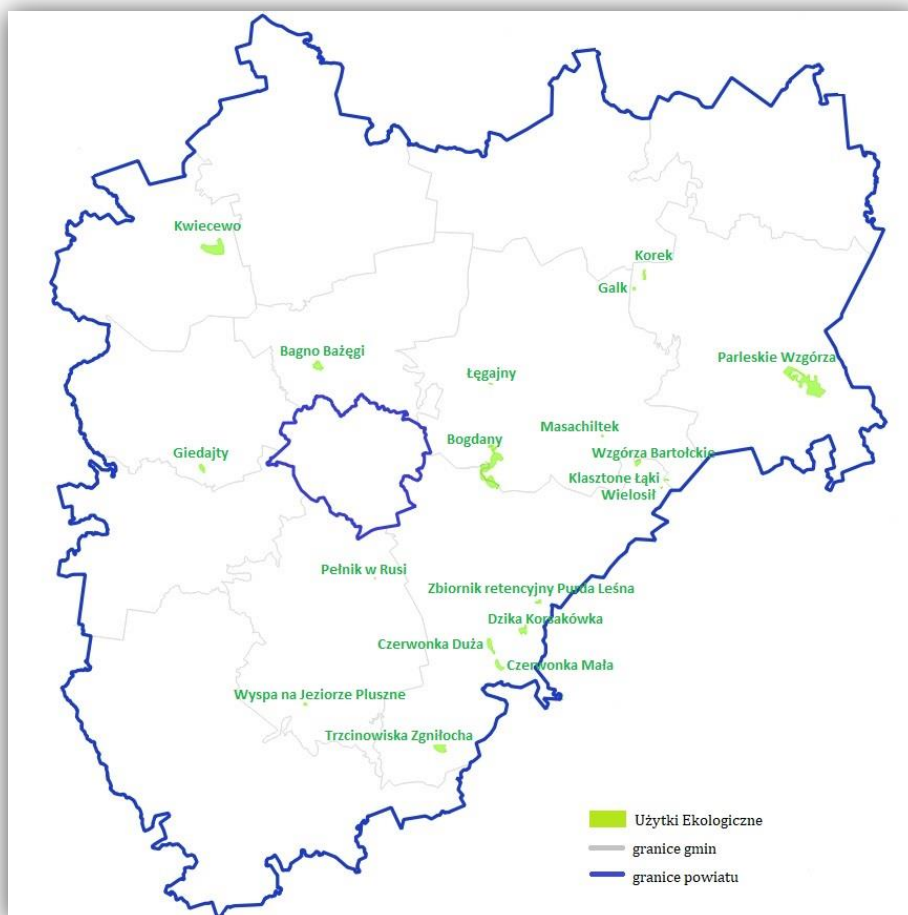 Kwiecewo
Korek
Galk
Bagno Bażęgi
Parleskie Wzgórza
Łęgajny
Masachiltek
Bogdany
Wzgórza Bartołckie
Giedajty
Klasztone Łąki
Wielosił
Pełnik w Rusi
Zbiornik retencyjny Purda Leśna
Dzika Korsakówka
Czerwonka Duża
Czerwonka Mała
Wyspa na Jeziorze Pluszne
Trzcinowiska Zgniłocha
Użytki Ekologiczne
granice gmin
granice powiatu